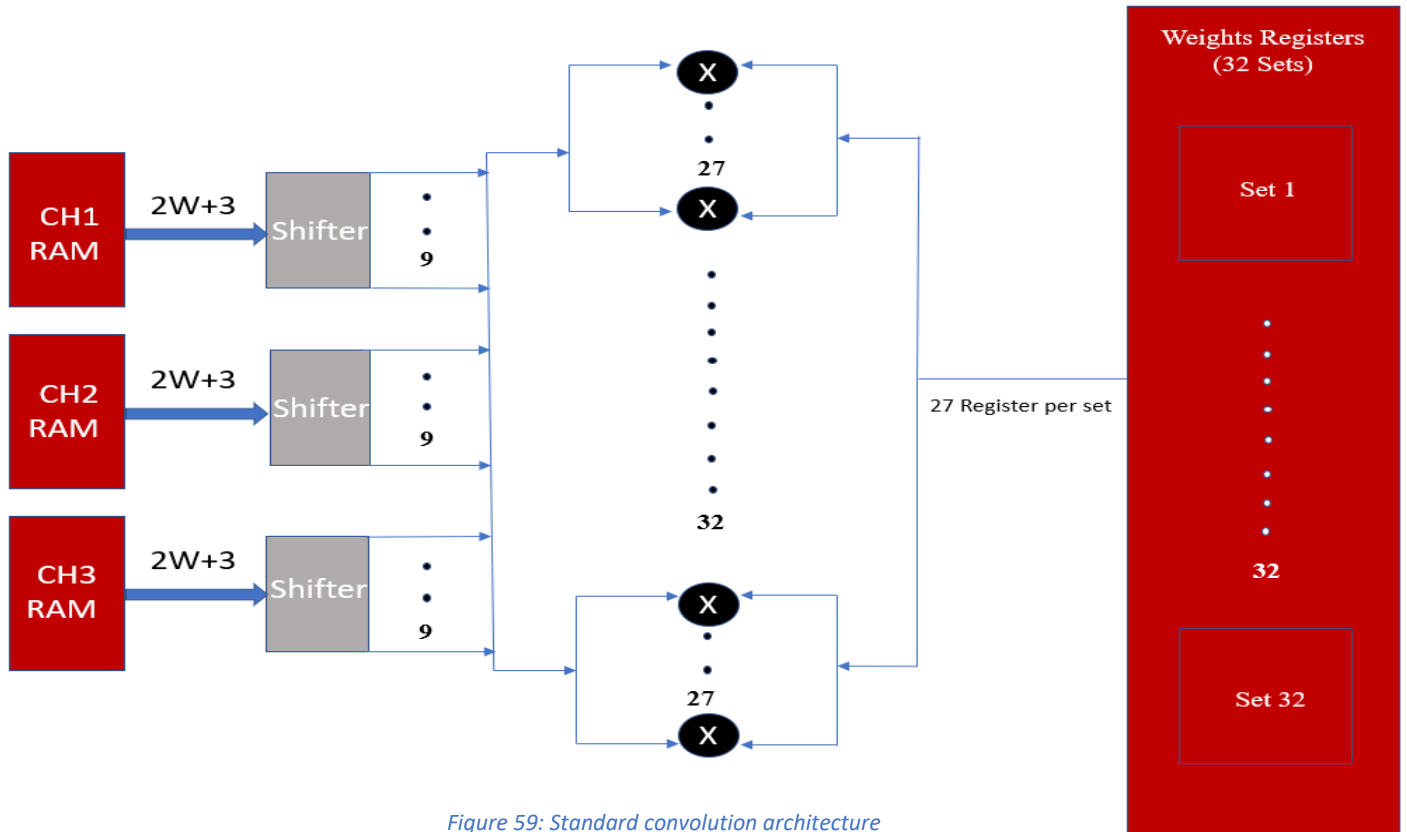 CH1
RAM
2W+3
Shifter
9
CH2
RAM
2W+3
Shifter
9
CH3
RAM
2W+3
Shifter
9
X
27
X
32
X
27
X
27 Register per set
Weights Registers
(32 Sets)
Set 1
32
Set 32
Figure 59: Standard convolution architecture